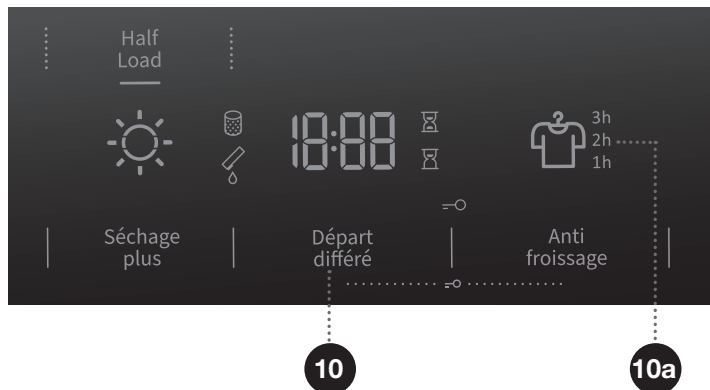 Half
Load
18:88
3h
2h
1h
Séchage
plus
Départ
différé
Anti
froissage
10
10a